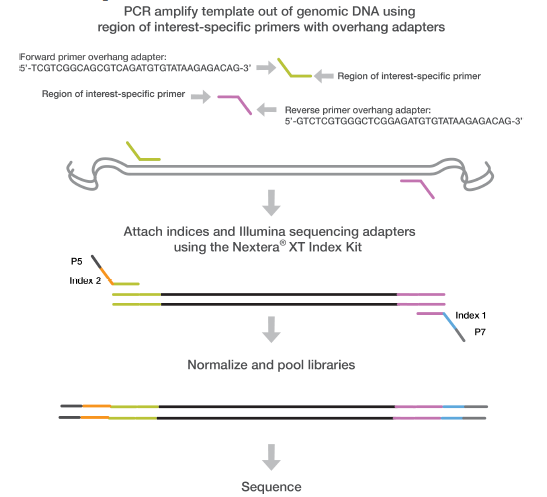 PCR amplify template out of genomic DNA using
region of interest-specific primers with overhang adapters
Forward primer overhang adapter:
5'-TCGTCGGCAGCGTCAGATGTGTATAAGAGACAG-3'
Region of interest-specific primer
Region of interest-specific primer
Reverse primer overhang adapter:
5'-GTCTCGTGGGCTCGGAGATGTGTATAAGAGACAG-3'
Attach indices and Illumina sequencing adapters
using the Nextera® XT Index Kit
P5
Index 2
Index 1
P7
Normalize and pool libraries
Sequence